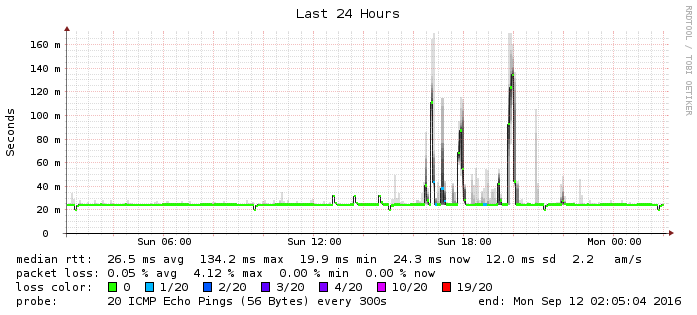 Last 24 Hours
RRDTOOL / TOBI OETIKER
Seconds
160 m
140 m
120 m
100 m
80 m
60 m
40 m
20 m
0
Sun 06:00 Sun 12:00 Sun 18:00 Mon 00:00
median rtt: 26.5 ms avg 134.2 ms max 19.9 ms min 24.3 ms now 12.0 ms sd 2.2 am/s
packet loss: 0.05 % avg 4.12 % max 0.00 % min 0.00 % now
loss color: 0 1/20 2/20 3/20 4/20 10/20 19/20
probe: 20 ICMP Echo Pings (56 Bytes) every 300s end: Mon Sep 12 02:05:04 2016